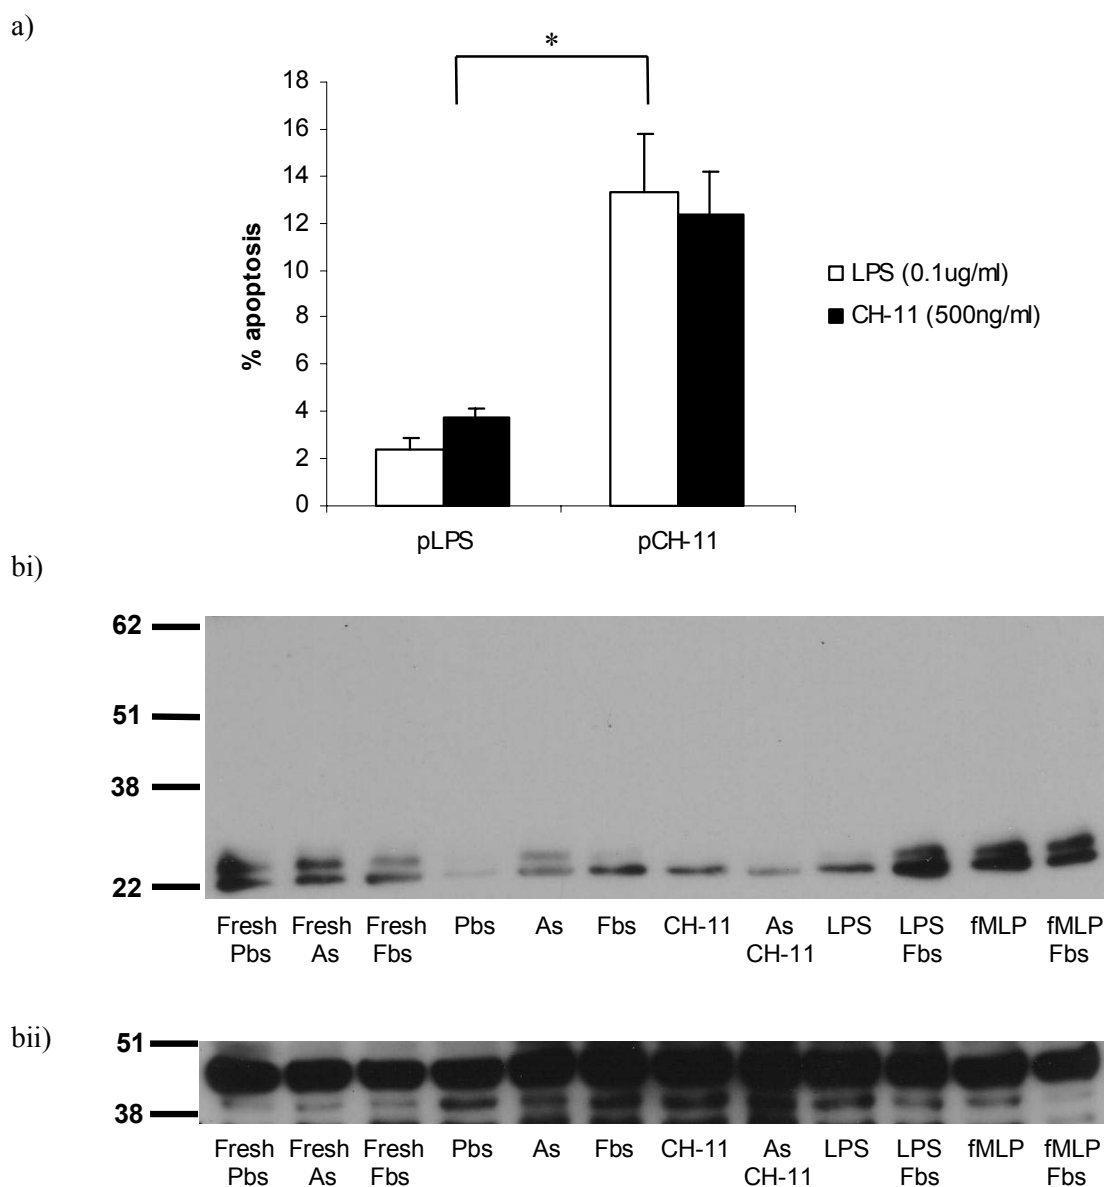 a)
*
18
16
14
12
10
8
6
4
2
0
% apoptosis
pLPS pCH-11
LPS (0.1ug/ml)
CH-11 (500ng/ml)
bi)
62
51
38
22
Fresh Fresh Fresh Pbs As Fbs CH-11 As LPS LPS fMLP fMLP
Pbs As Fbs CH-11 Fbs Fbs
bii)
51
38
Fresh Fresh Fresh Pbs As Fbs CH-11 As LPS LPS fMLP fMLP
Pbs As Fbs CH-11 Fbs Fbs